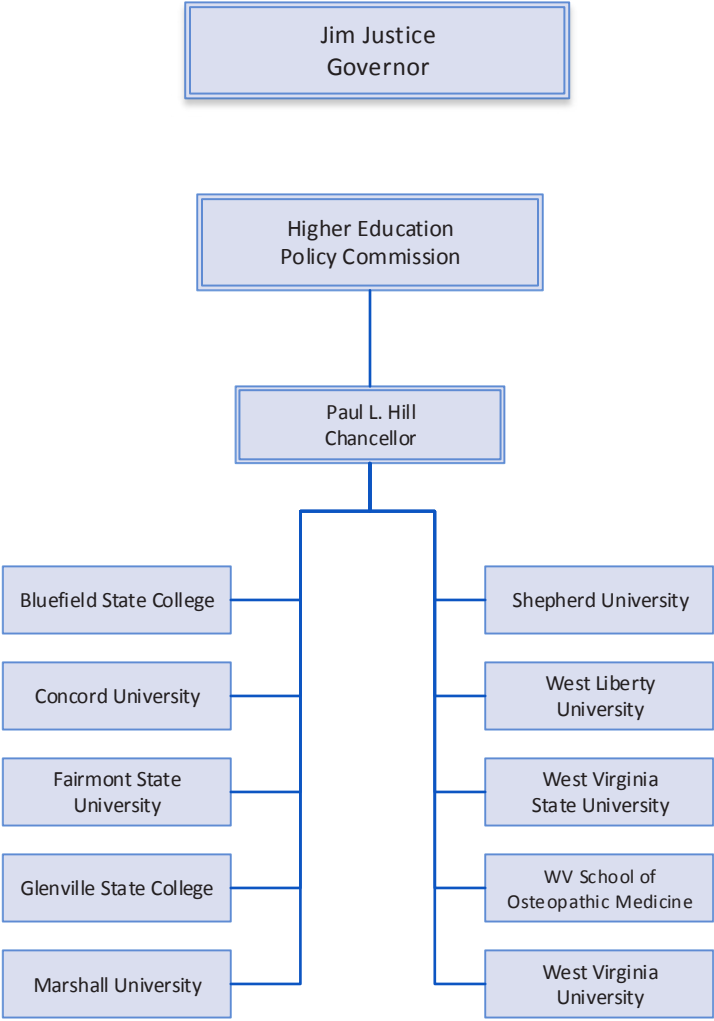 Jim Justice
Governor
Higher Education
Policy Commission
Paul L. Hill
Chancellor
Bluefield State College
Concord University
Fairmont State
University
Glenville State College
Marshall University
Shepherd University
West Liberty
University
West Virginia
State University
WV School of
Osteopathic Medicine
West Virginia
University